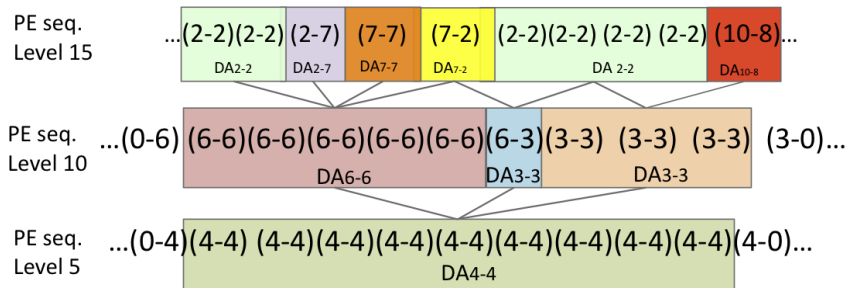 PE seq.
Level 15
...(2-2)(2-2) (2-7) (7-7) (7-2) (2-2)(2-2) (2-2) (2-2) (10-8)...
DA2-2 DA2-7 DA7-7 DA7-2 DA 2-2 DA10-8
PE seq.
Level 10
...(0-6) (6-6)(6-6)(6-6)(6-6)(6-6)(6-3)(3-3) (3-3) (3-3) (3-0)...
DA6-6 DA3-3 DA3-3
PE seq.
Level 5
...(0-4)(4-4) (4-4)(4-4)(4-4)(4-4)(4-4)(4-4)(4-4)(4-4)(4-0)...
DA4-4